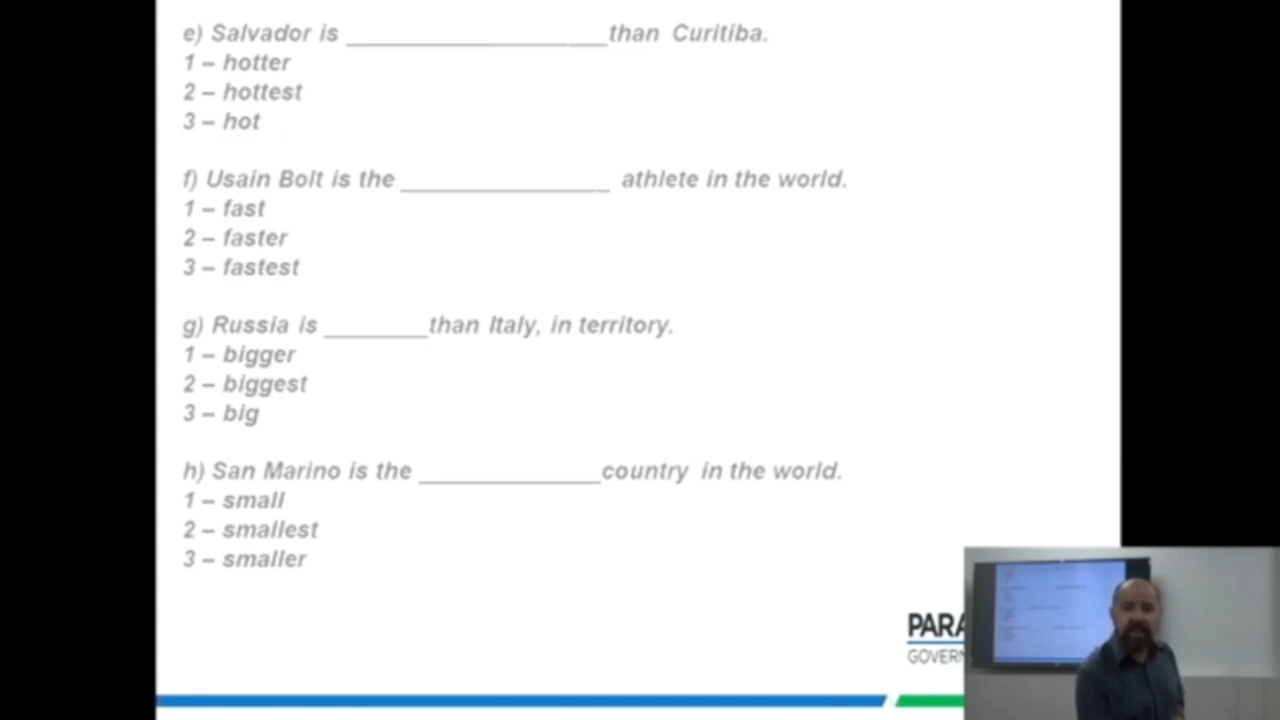 e) Salvador is ____________________than Curitiba.
1 – hotter
2 – hottest
3 – hot
f) Usain Bolt is the ________________ athlete in the world.
1 – fast
2 – faster
3 – fastest
g) Russia is ________than Italy, in territory.
1 – bigger
2 – biggest
3 – big
h) San Marino is the ______________country in the world.
1 – small
2 – smallest
3 – smaller
PARA
GOVERN